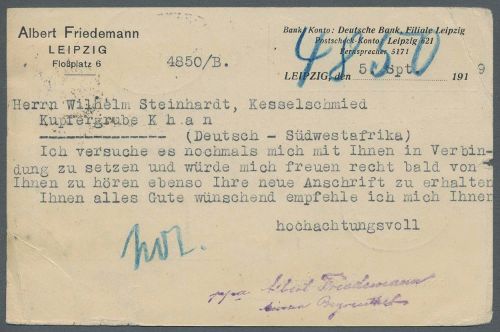 Albert Friedemann
LEIPZIG
Floßplatz 6
4850/B.
Bank-Konto: Deutsche Bank, Filiale Leipzig
Postscheck-Konto: Leipzig 621
Fernsprecher 5171
4850
LEIPZIG, den 5. Spt. 1919
Herrn Wilhelm Steinhardt, Kesselschmied
Kupfergrube K h a n
(Deutsch - Südwestafrika)
Ich versuche es nochmals mich mit Ihnen in Verbin-
dung zu setzen und würde mich freuen recht bald von
Ihnen zu hören ebenso Ihre neue Anschrift zu erhalten
Ihnen alles Gute wünschend empfehle ich mich Ihnen
hochachtungsvoll
ppa Albert Friedemann